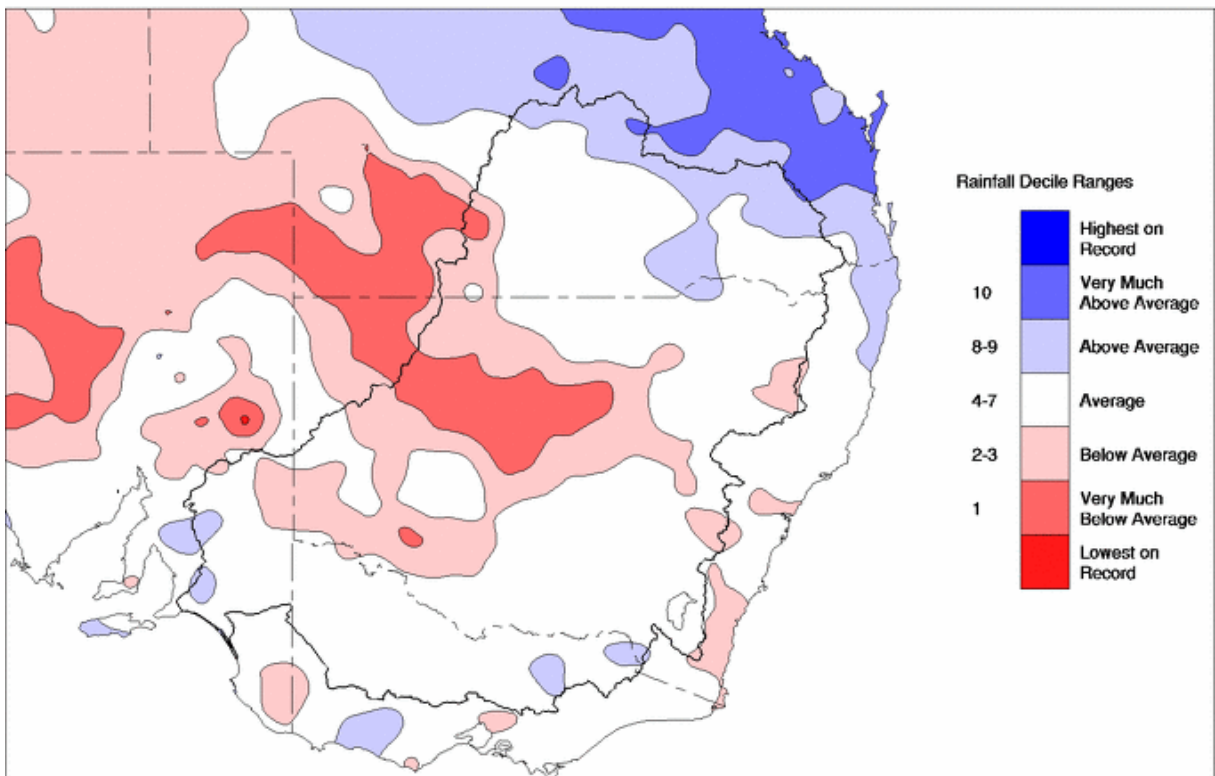 Rainfall Decile Ranges
Highest on
Record
10
Very Much
Above Average
8-9
Above Average
4-7
Average
2-3
Below Average
1
Very Much
Below Average
Lowest on
Record